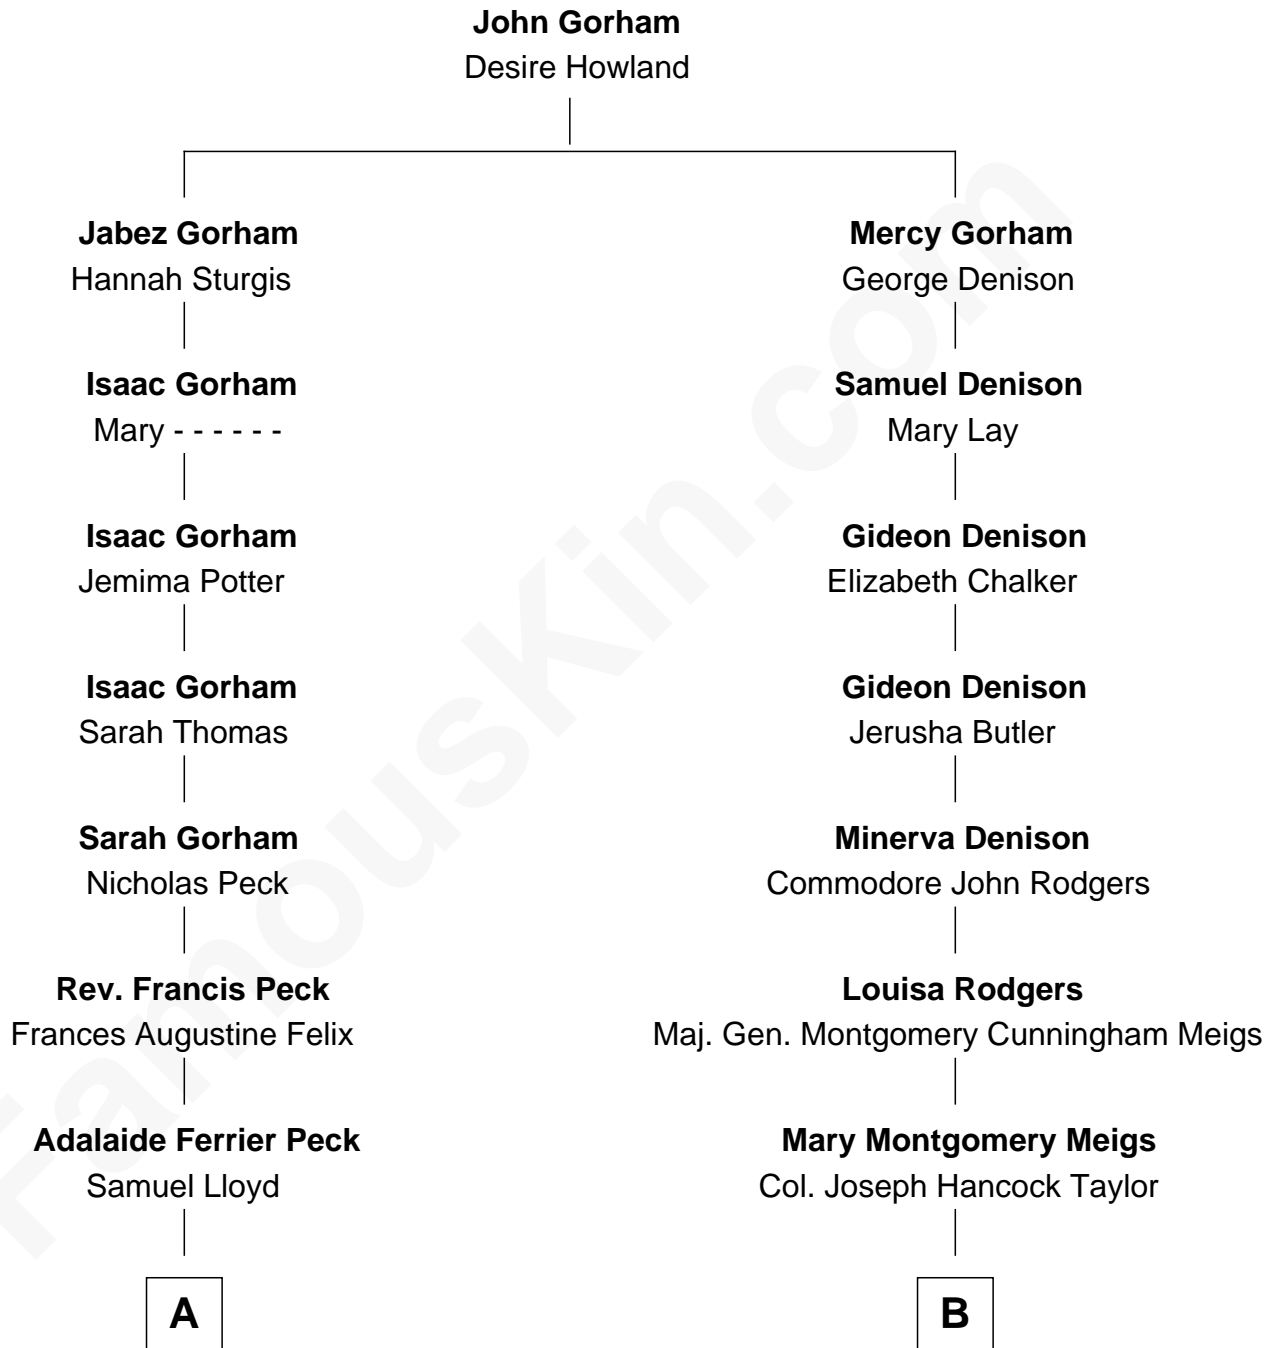 John Gorham
Desire Howland
Jabez Gorham
Hannah Sturgis
Isaac Gorham
Mary - - - - - -
Isaac Gorham
Jemima Potter
Isaac Gorham
Sarah Thomas
Sarah Gorham
Nicholas Peck
Rev. Francis Peck
Frances Augustine Felix
Adalaide Ferrier Peck
Samuel Lloyd
A
Mercy Gorham
George Denison
Samuel Denison
Mary Lay
Gideon Denison
Elizabeth Chalker
Gideon Denison
Jerusha Butler
Minerva Denison
Commodore John Rodgers
Louisa Rodgers
Maj. Gen. Montgomery Cunningham Meigs
Mary Montgomery Meigs
Col. Joseph Hancock Taylor
B
FamousKin.com